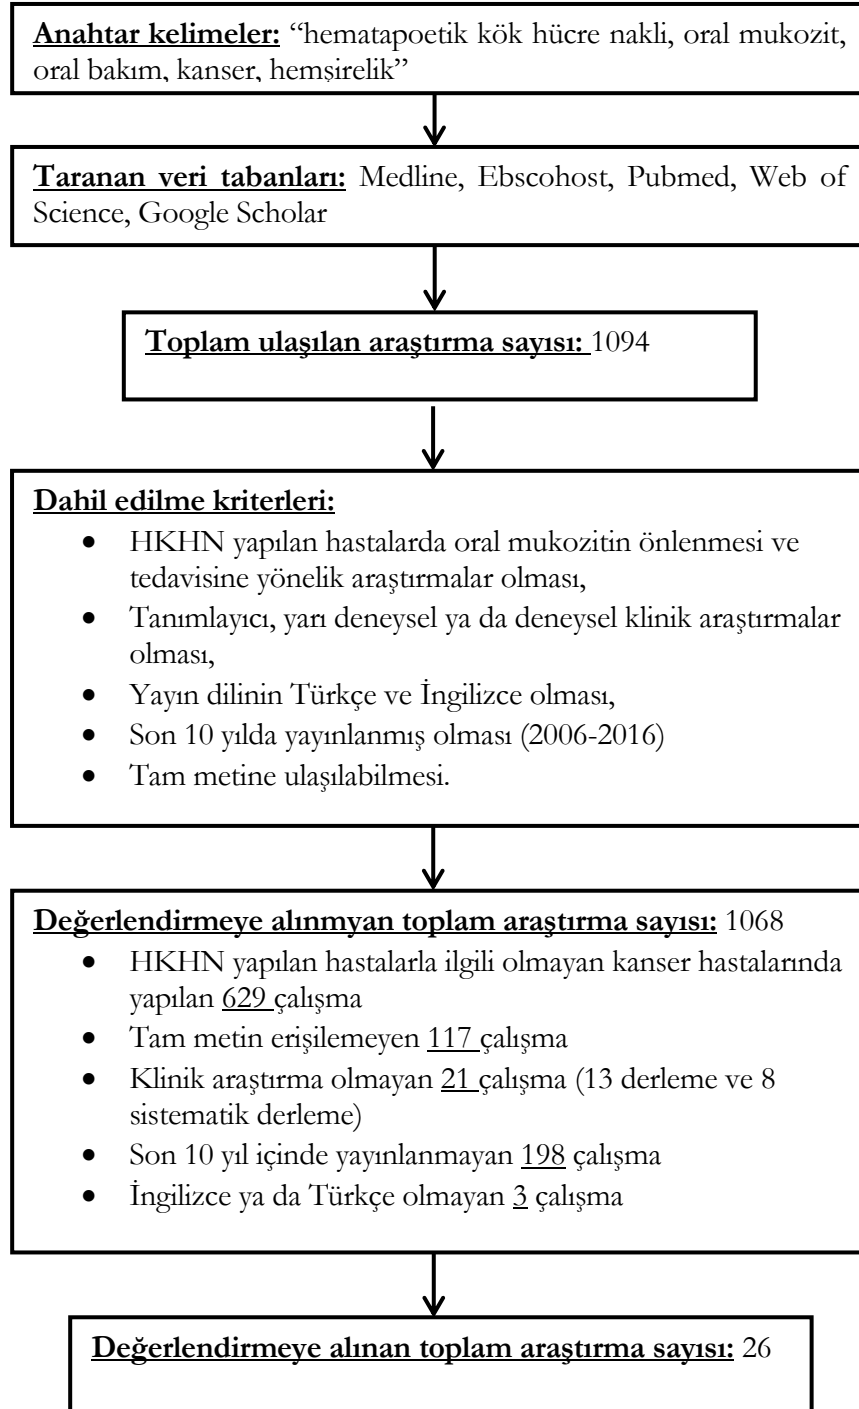 Anahtar kelimeler: “hematapoetik kök hücre nakli, oral mukozit,
oral bakım, kanser, hemşirelik”
Taranan veri tabanları: Medline, Ebscohost, Pubmed, Web of
Science, Google Scholar
Toplam ulaşılan araştırma sayısı: 1094
Dahil edilme kriterleri:
• HKHN yapılan hastalarda oral mukozitin önlenmesi ve
tedavisine yönelik araştırmalar olması,
• Tanımlayıcı, yarı deneysel ya da deneysel klinik araştırmalar
olması,
• Yayın dilinin Türkçe ve İngilizce olması,
• Son 10 yılda yayınlanmış olması (2006-2016)
• Tam metine ulaşılabilmesi.
Değerlendirmeye alınmyan toplam araştırma sayısı: 1068
• HKHN yapılan hastalarla ilgili olmayan kanser hastalarında
yapılan 629 çalışma
• Tam metin erişilemeyen 117 çalışma
• Klinik araştırma olmayan 21 çalışma (13 derleme ve 8
sistematik derleme)
• Son 10 yıl içinde yayınlanmayan 198 çalışma
• İngilizce ya da Türkçe olmayan 3 çalışma
Değerlendirmeye alınan toplam araştırma sayısı: 26